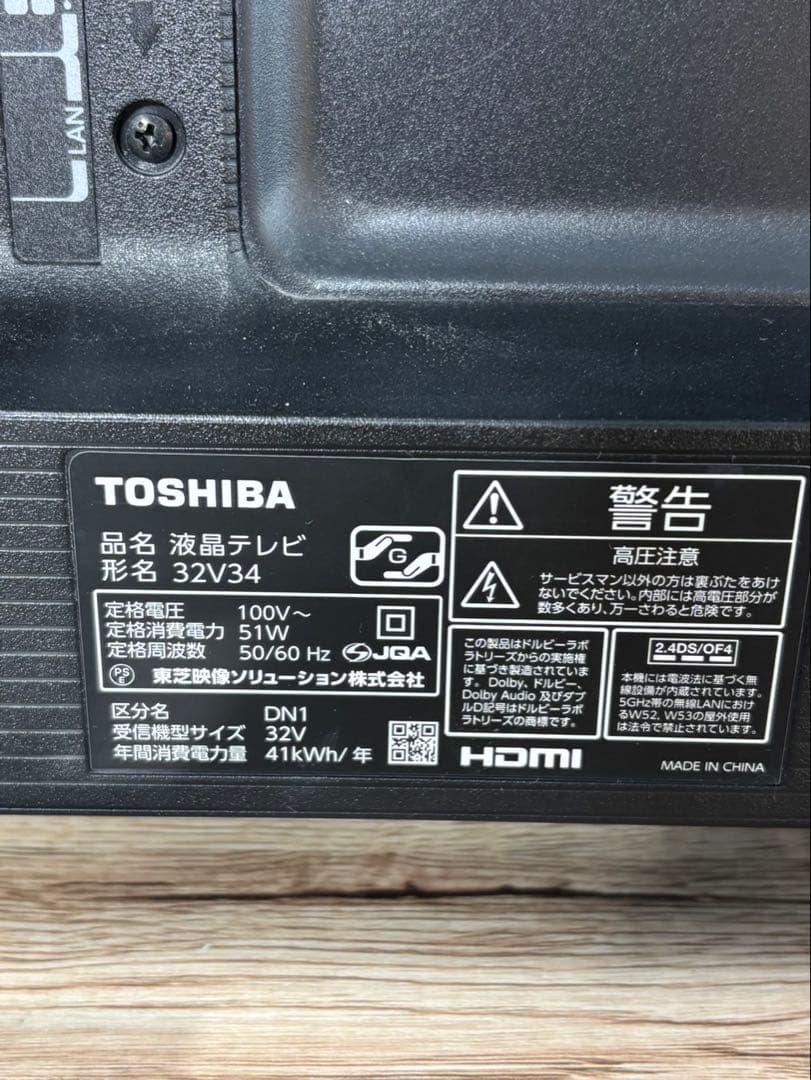 LAN
TOSHIBA
品名 液晶テレビ
形名 32V34
G
定格電圧 100V～
定格消費電力 51W
定格周波数 50/60 Hz JQA
PS
E 東芝映像ソリューション株式会社
区分名 DN1
受信機型サイズ 32V
年間消費電力量 41kWh/年
警告
高圧注意
サービスマン以外の方は裏ぶたをあけ
ないでください。内部には高電圧部分が
数多くあり、万一さわると危険です。
この製品はドルビーラボ
ラトリーズからの実施権
に基づき製造されていま
す。Dolby、ドルビー、
Dolby Audio 及びダブ
ルD記号はドルビーラボ
ラトリーズの商標です。
2.4DS/OF4
本機には電波法に基づく無
線設備が内蔵されています。
5GHz帯の無線LANにおけ
るW52、W53の屋外使用
は法令で禁止されています。
HDMI
MADE IN CHINA